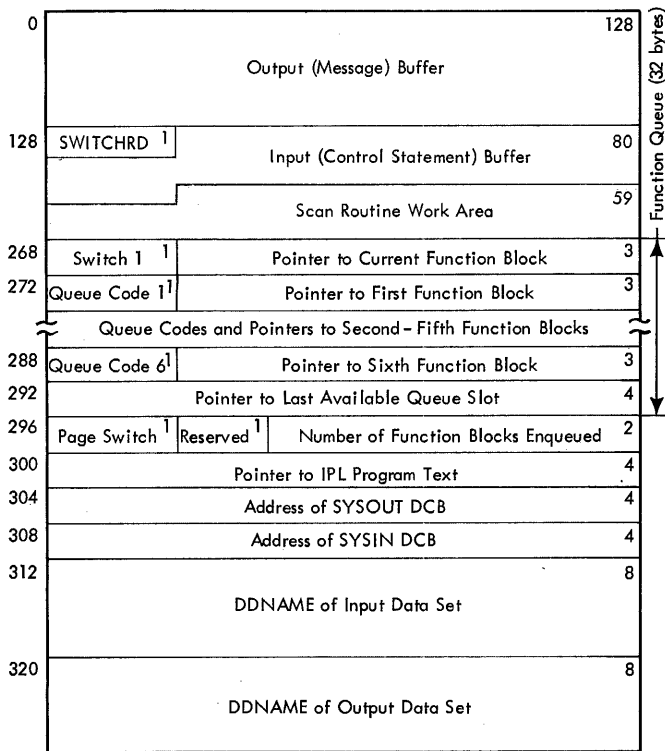 0 128
Output (Message) Buffer
128 SWITCHRD 1 Input (Control Statement) Buffer 80
Scan Routine Work Area 59
268 Switch 1 1 Pointer to Current Function Block 3
272 Queue Code 1 1 Pointer to First Function Block 3
Queue Codes and Pointers to Second-Fifth Function Blocks
288 Queue Code 6 1 Pointer to Sixth Function Block 3
292 Pointer to Last Available Queue Slot 4
296 Page Switch 1 Reserved 1 Number of Function Blocks Enqueued 2
300 Pointer to IPL Program Text 4
304 Address of SYSOUT DCB 4
308 Address of SYSIN DCB 4
312 8
DDNAME of Input Data Set
320 8
DDNAME of Output Data Set
Function Queue (32 bytes)